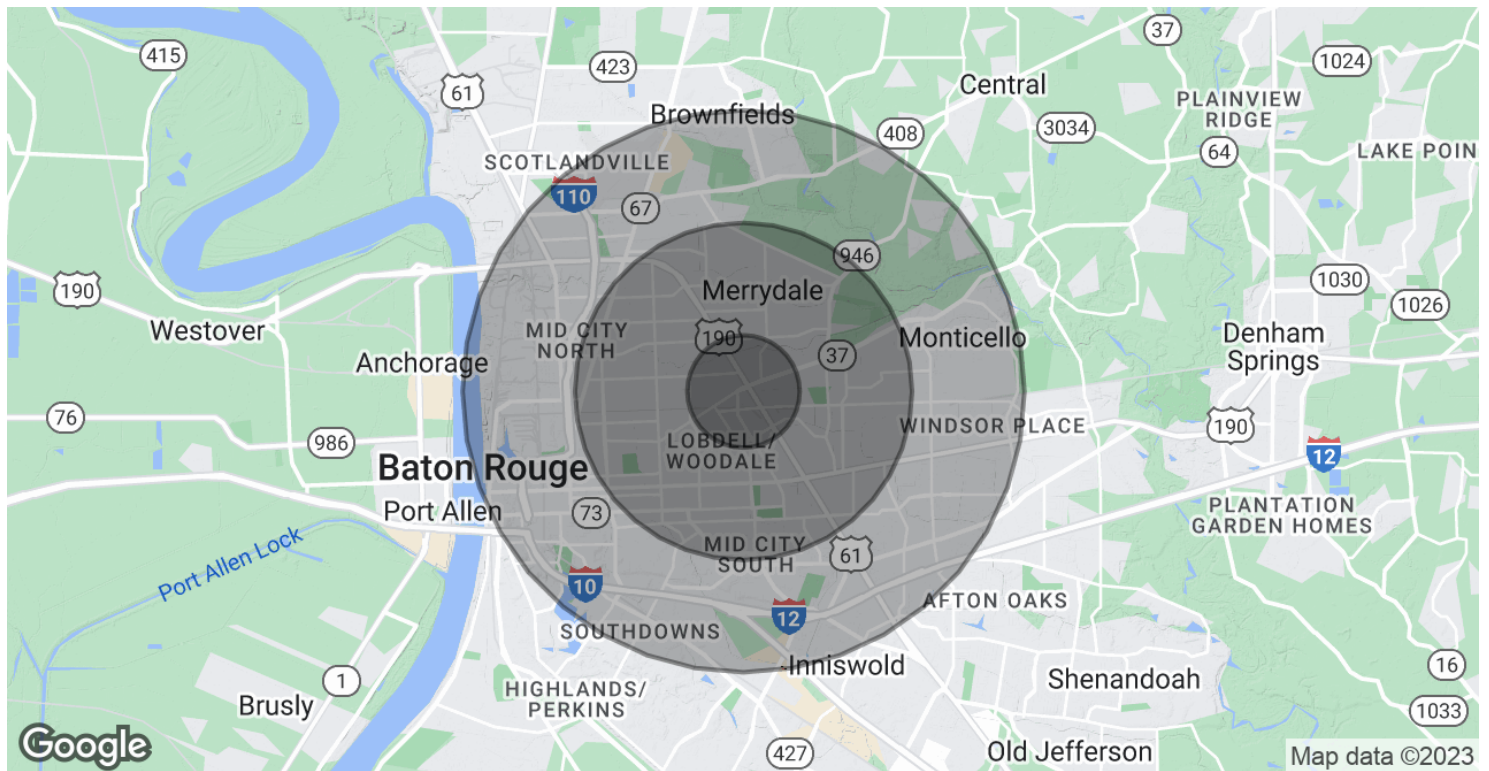 37
415
423
1024
61
Central
PLAINVIEW
RIDGE
Brownfields
408
3034
64
LAKE POIN
SCOTLANDVILLE
110
67
946
190
Merrydale
1030
1026
Westover
MID CITY
NORTH
190
Monticello
Denham
Springs
Anchorage
37
76
986
LOBDELL/
WOODALE
WINDSOR PLACE
190
12
Baton Rouge
Port Allen
73
PLANTATION
GARDEN HOMES
Port Allen Lock
MID CITY
SOUTH
61
10
AFTON OAKS
12
SOUTHDOWNS
Inniswold
16
1
Shenandoah
HIGHLANDS/
PERKINS
Brusly
1033
Google
427
Old Jefferson
Map data ©2023